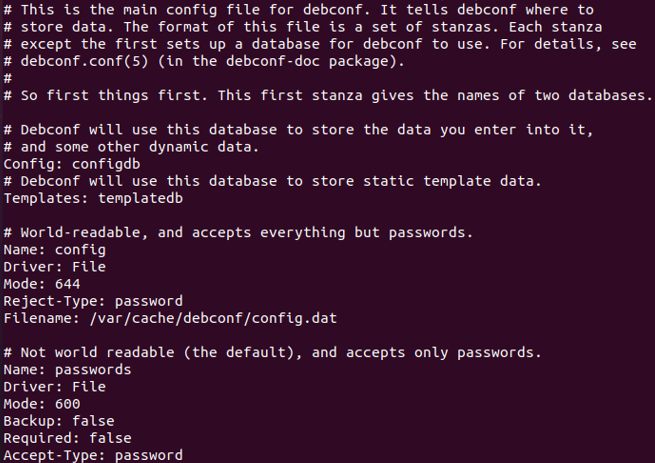 # This is the main config file for debconf. It tells debconf where to
# store data. The format of this file is a set of stanzas. Each stanza
# except the first sets up a database for debconf to use. For details, see
# debconf.conf(5) (in the debconf-doc package).
#
# So first things first. This first stanza gives the names of two databases.
# Debconf will use this database to store the data you enter into it,
# and some other dynamic data.
Config: configdb
# Debconf will use this database to store static template data.
Templates: templatedb
# World-readable, and accepts everything but passwords.
Name: config
Driver: File
Mode: 644
Reject-Type: password
Filename: /var/cache/debconf/config.dat
# Not world readable (the default), and accepts only passwords.
Name: passwords
Driver: File
Mode: 600
Backup: false
Required: false
Accept-Type: password